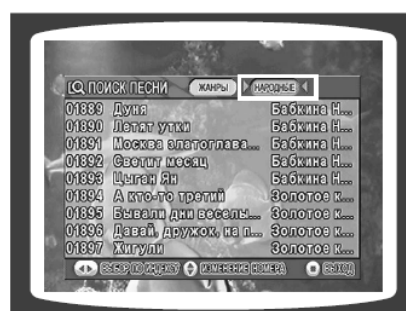 ПОИСК ПЕСНИ ЖАНРЫ НАРОДНЫЕ
01889 Дуня Бабкина Н...
01890 Летят утки Бабкина Н...
01891 Москва златоглава... Бабкина Н...
01892 Светит месяц Бабкина Н...
01893 Цыган Ян Бабкина Н...
01894 А кто-то третий Золотое к...
01895 Бывали дни веселы... Золотое к...
01896 Давай, дружок, на п... Золотое к...
01897 Жигули Золотое к...
ВЫБОР ПО ИНДЕКСУ ИЗМЕНЕНИЕ НОМЕРА ВЫХОД